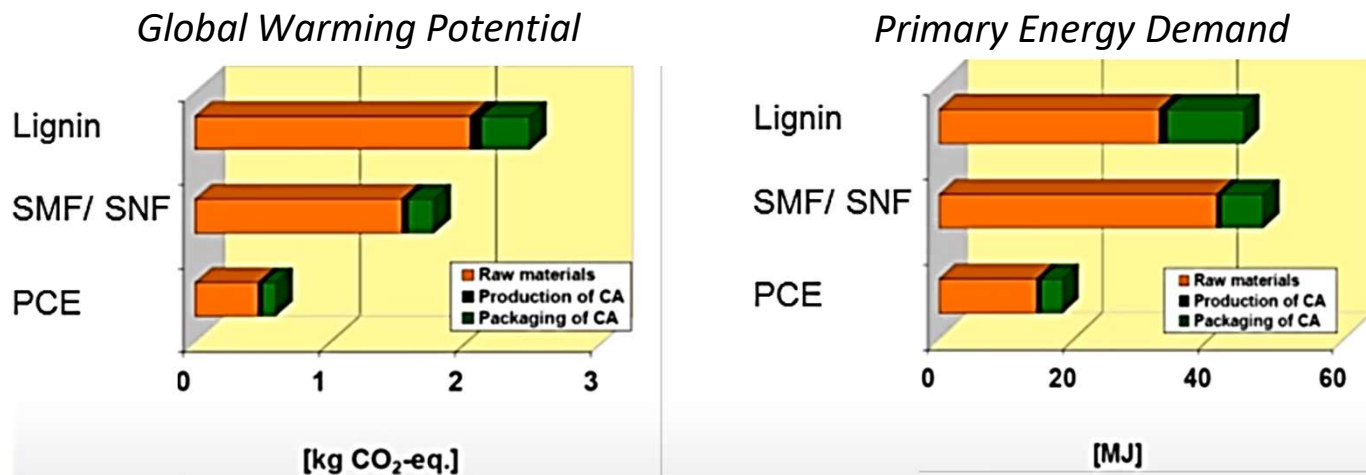 Global Warming Potential
Lignin
SMF/ SNF
PCE
Raw materials
Production of CA
Packaging of CA
0 1 2 3
[kg CO₂-eq.]
Primary Energy Demand
Lignin
SMF/ SNF
PCE
Raw materials
Production of CA
Packaging of CA
0 20 40 60
[MJ]